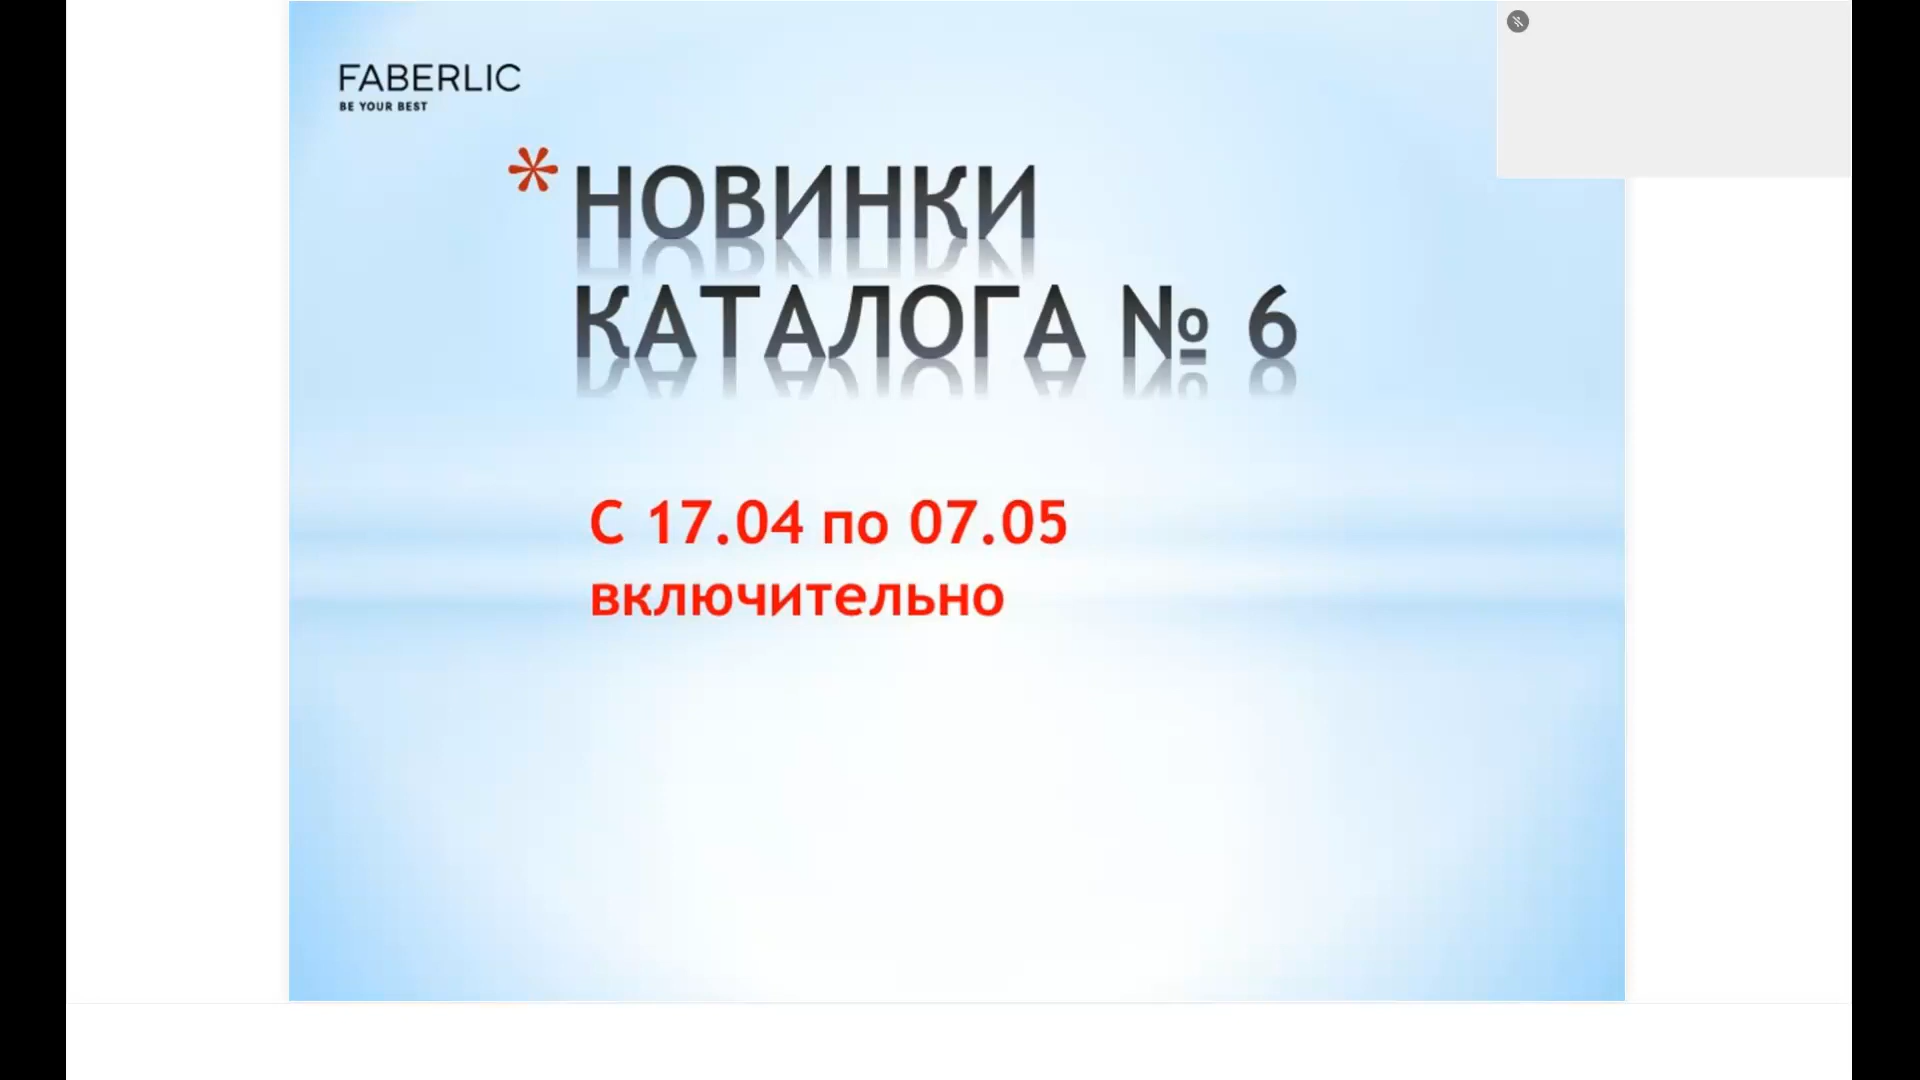 FABERLIC
BE YOUR BEST
* НОВИНКИ
КАТАЛОГА № 6
С 17.04 по 07.05
включительно